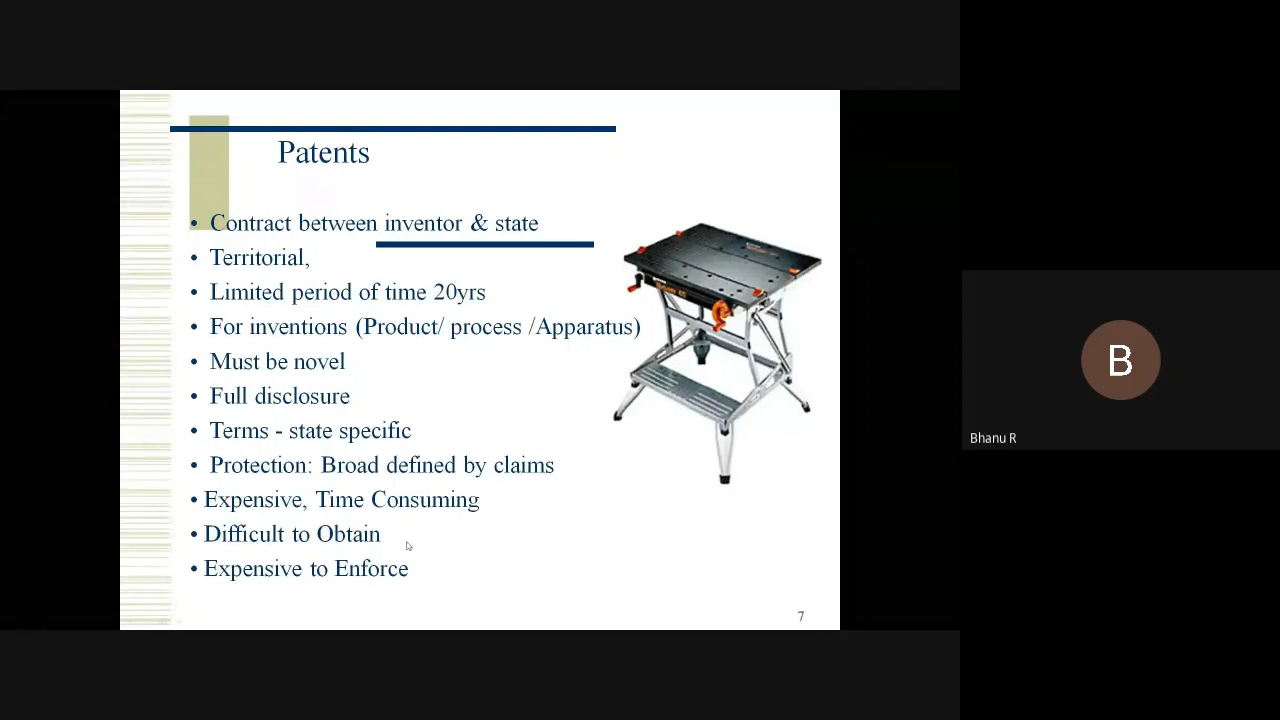 Patents
• Contract between inventor & state
• Territorial,
• Limited period of time 20yrs
• For inventions (Product/ process /Apparatus)
• Must be novel
• Full disclosure
• Terms - state specific
• Protection: Broad defined by claims
• Expensive, Time Consuming
• Difficult to Obtain
• Expensive to Enforce
7
B
Bhanu R